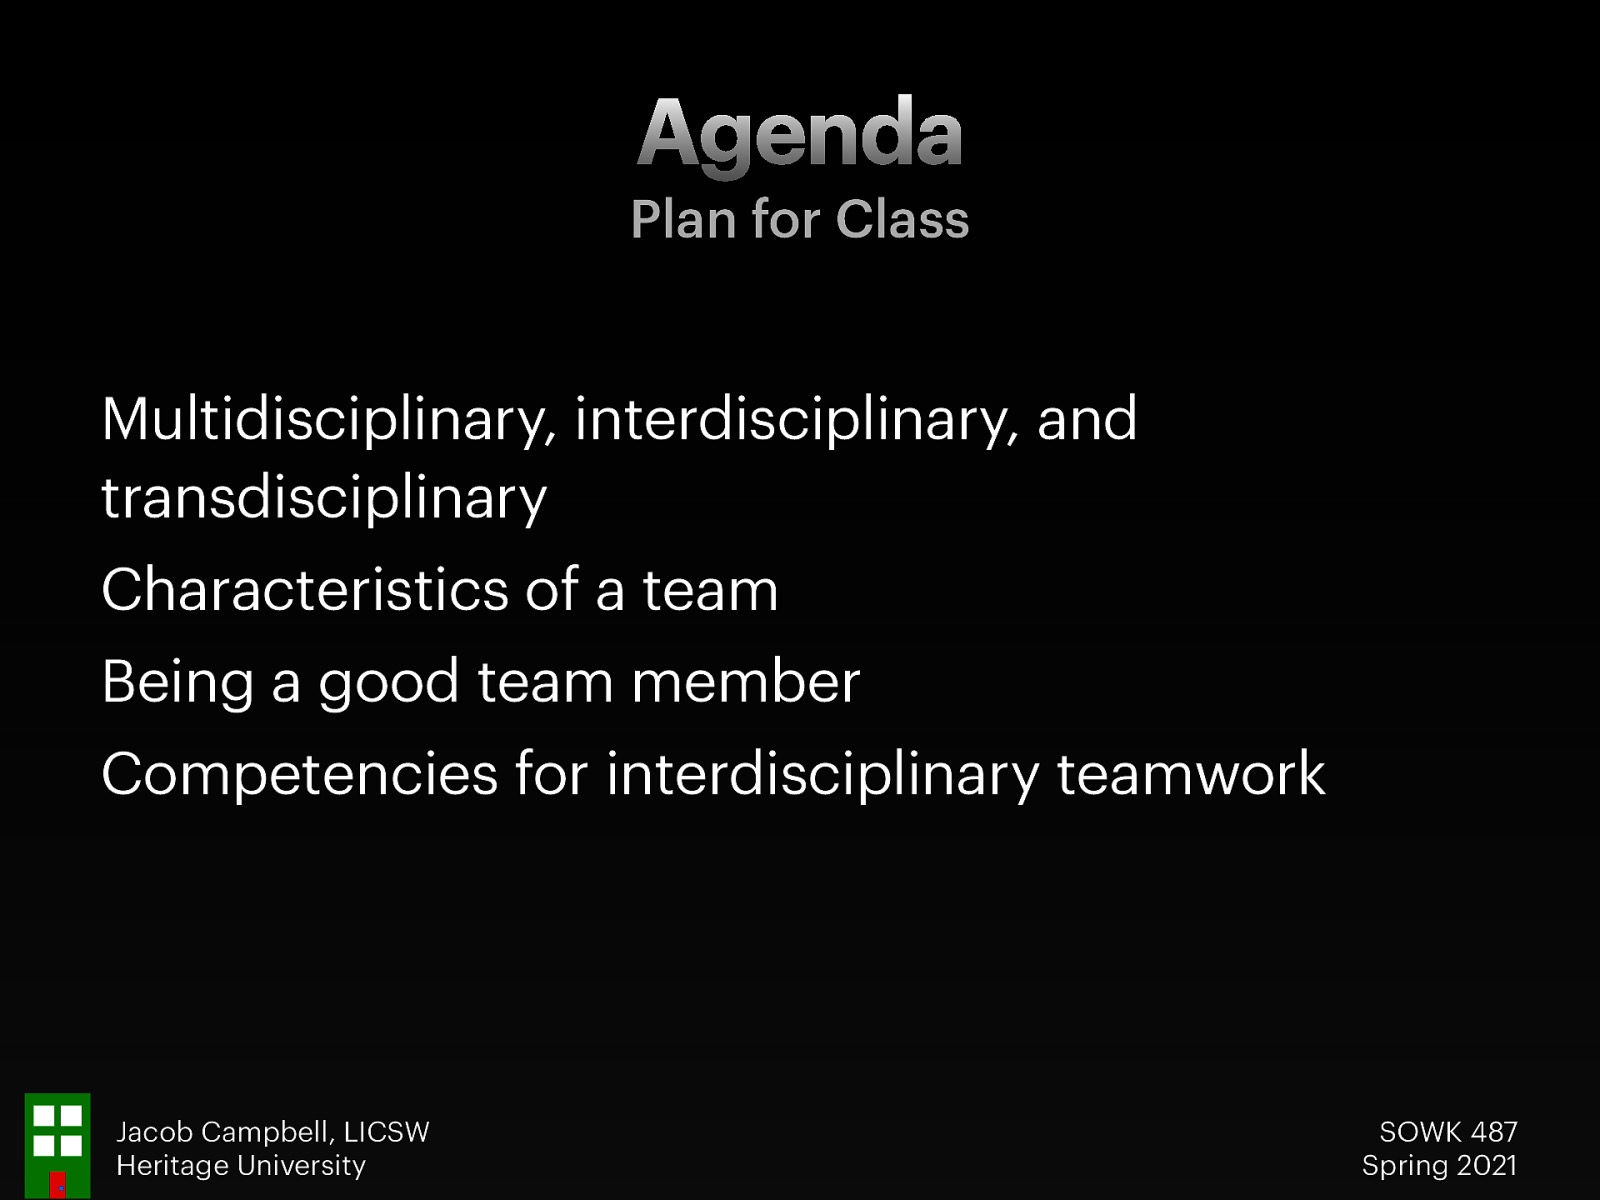 Agenda
Plan for Class
Multidisciplinary, interdisciplinary, and
transdisciplinary
Characteristics of a team
Being a good team member
Competencies for interdisciplinary teamwork
Jacob Campbell, LICSW
Heritage University
SOWK 487
Spring 2021